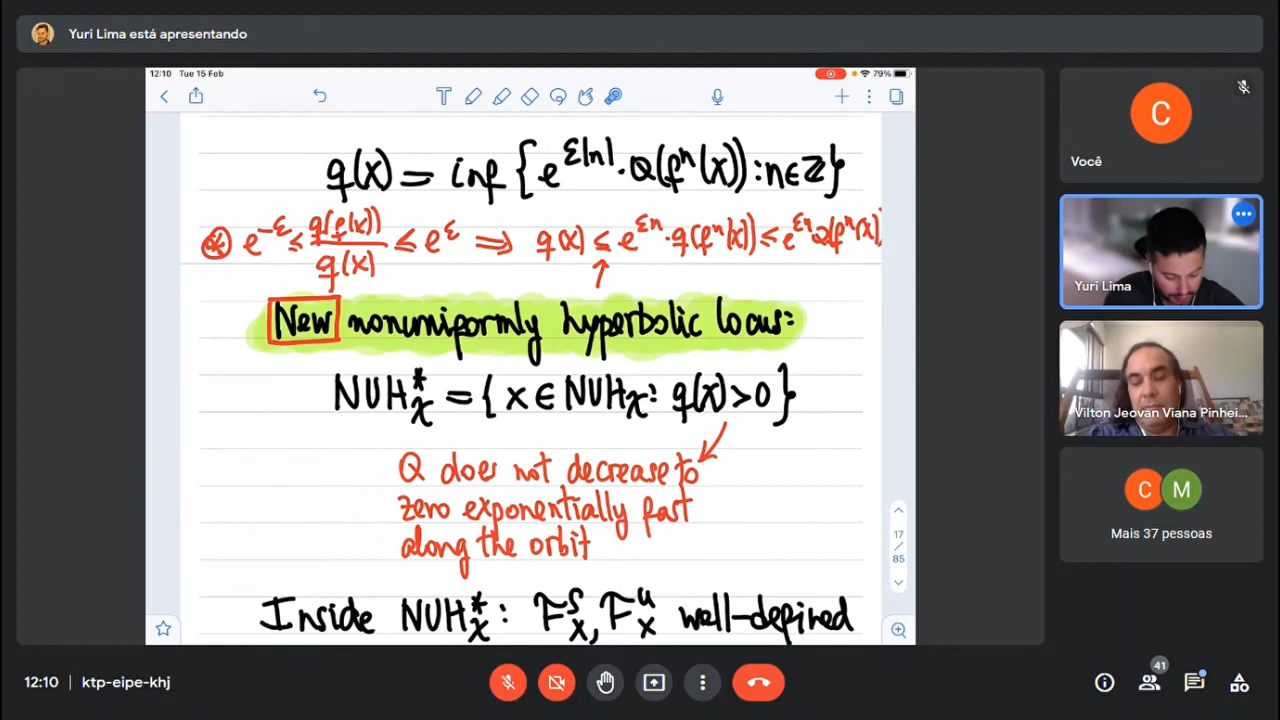 Yuri Lima está apresentando
12:10 Tue 15 Feb
79%
q(x) = inf { e^{ε|n|} · Q(f^n(x)) : n∈ℤ }
⊛ e^{-ε} ≤ q(f(x))/q(x) ≤ e^ε ⟹ q(x) ≤ e^{εn} · q(f^n(x)) ≤ e^{εn} Q(f^n(x))
New nonuniformly hyperbolic locus:
NUH*_χ = { x ∈ NUH_χ : q(x) > 0 }
Q does not decrease to
zero exponentially fast
along the orbit
Inside NUH*_χ : F^s_x, F^u_x well-defined
17
/
85
C
Você
Yuri Lima
Vilton Jeovan Viana Pinhei...
C M
Mais 37 pessoas
12:10 | ktp-eipe-khj
41